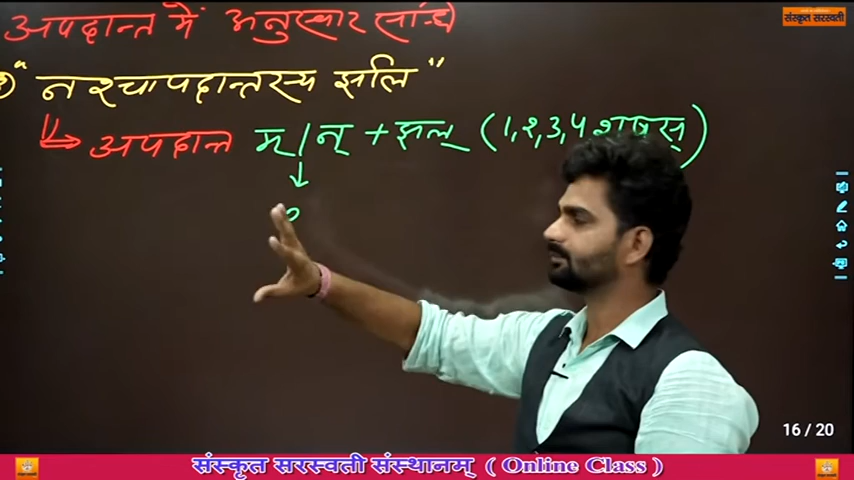 अपदान्त में अनुस्वार सन्धि
संस्कृत सरस्वती
"नश्चापदान्तस्य झलि"
अपदान्त म्/न् + झल् (1,2,3,4 शषस्)
16 / 20
संस्कृत सरस्वती संस्थानम् ( Online Class )